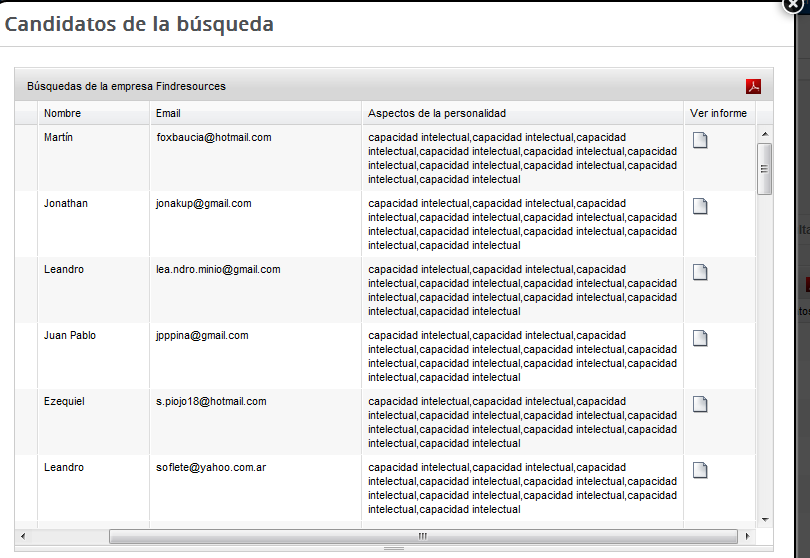 Candidatos de la búsqueda
Búsquedas de la empresa Findresources
Nombre Email Aspectos de la personalidad Ver informe
Martín foxbaucia@hotmail.com capacidad intelectual,capacidad intelectual,capacidad
intelectual,capacidad intelectual,capacidad intelectual,capacidad
intelectual,capacidad intelectual,capacidad intelectual,capacidad
intelectual,capacidad intelectual
Jonathan jonakup@gmail.com capacidad intelectual,capacidad intelectual,capacidad
intelectual,capacidad intelectual,capacidad intelectual,capacidad
intelectual,capacidad intelectual,capacidad intelectual,capacidad
intelectual,capacidad intelectual
Leandro lea.ndro.minio@gmail.com capacidad intelectual,capacidad intelectual,capacidad
intelectual,capacidad intelectual,capacidad intelectual,capacidad
intelectual,capacidad intelectual,capacidad intelectual,capacidad
intelectual,capacidad intelectual
Juan Pablo jpppina@gmail.com capacidad intelectual,capacidad intelectual,capacidad
intelectual,capacidad intelectual,capacidad intelectual,capacidad
intelectual,capacidad intelectual,capacidad intelectual,capacidad
intelectual,capacidad intelectual
Ezequiel s.piojo18@hotmail.com capacidad intelectual,capacidad intelectual,capacidad
intelectual,capacidad intelectual,capacidad intelectual,capacidad
intelectual,capacidad intelectual,capacidad intelectual,capacidad
intelectual,capacidad intelectual
Leandro soflete@yahoo.com.ar capacidad intelectual,capacidad intelectual,capacidad
intelectual,capacidad intelectual,capacidad intelectual,capacidad
intelectual,capacidad intelectual,capacidad intelectual,capacidad
intelectual,capacidad intelectual